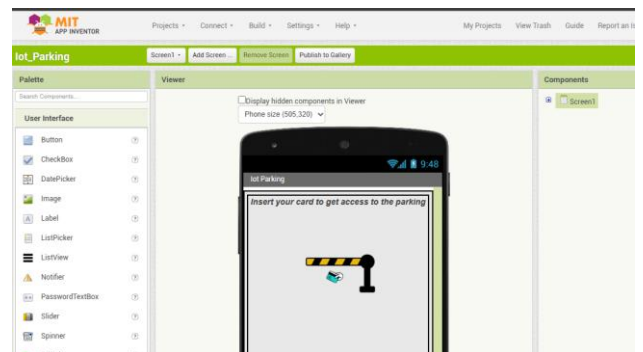 MIT
APP INVENTOR
Projects
Connect
Build
Settings
Help
My Projects
View Trash
Guide
Report an Is
Iot_Parking
Screen1
Add Screen ...
Remove Screen
Publish to Gallery
Palette
Viewer
Components
Search Components...
User Interface
Button
CheckBox
DatePicker
Image
Label
ListPicker
ListView
Notifier
PasswordTextBox
Slider
Spinner
Display hidden components in Viewer
Phone size (505,320)
9:48
Iot Parking
Insert your card to get access to the parking
Screen1